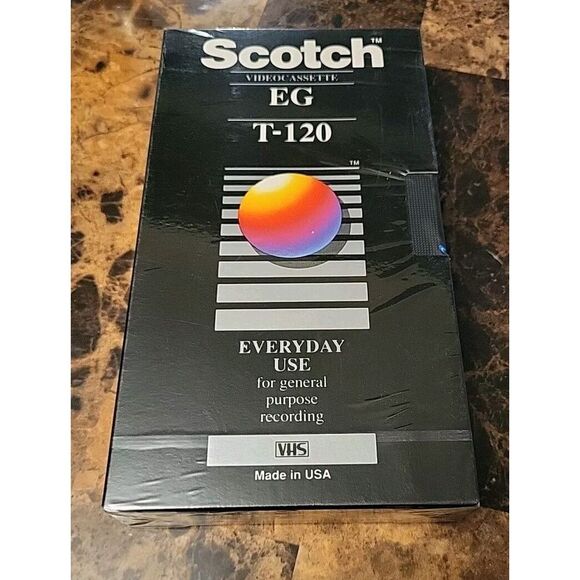 Scotch™
VIDEOCASSETTE
EG
T-120
™
EVERYDAY
USE
for general
purpose
recording
VHS
Made in USA